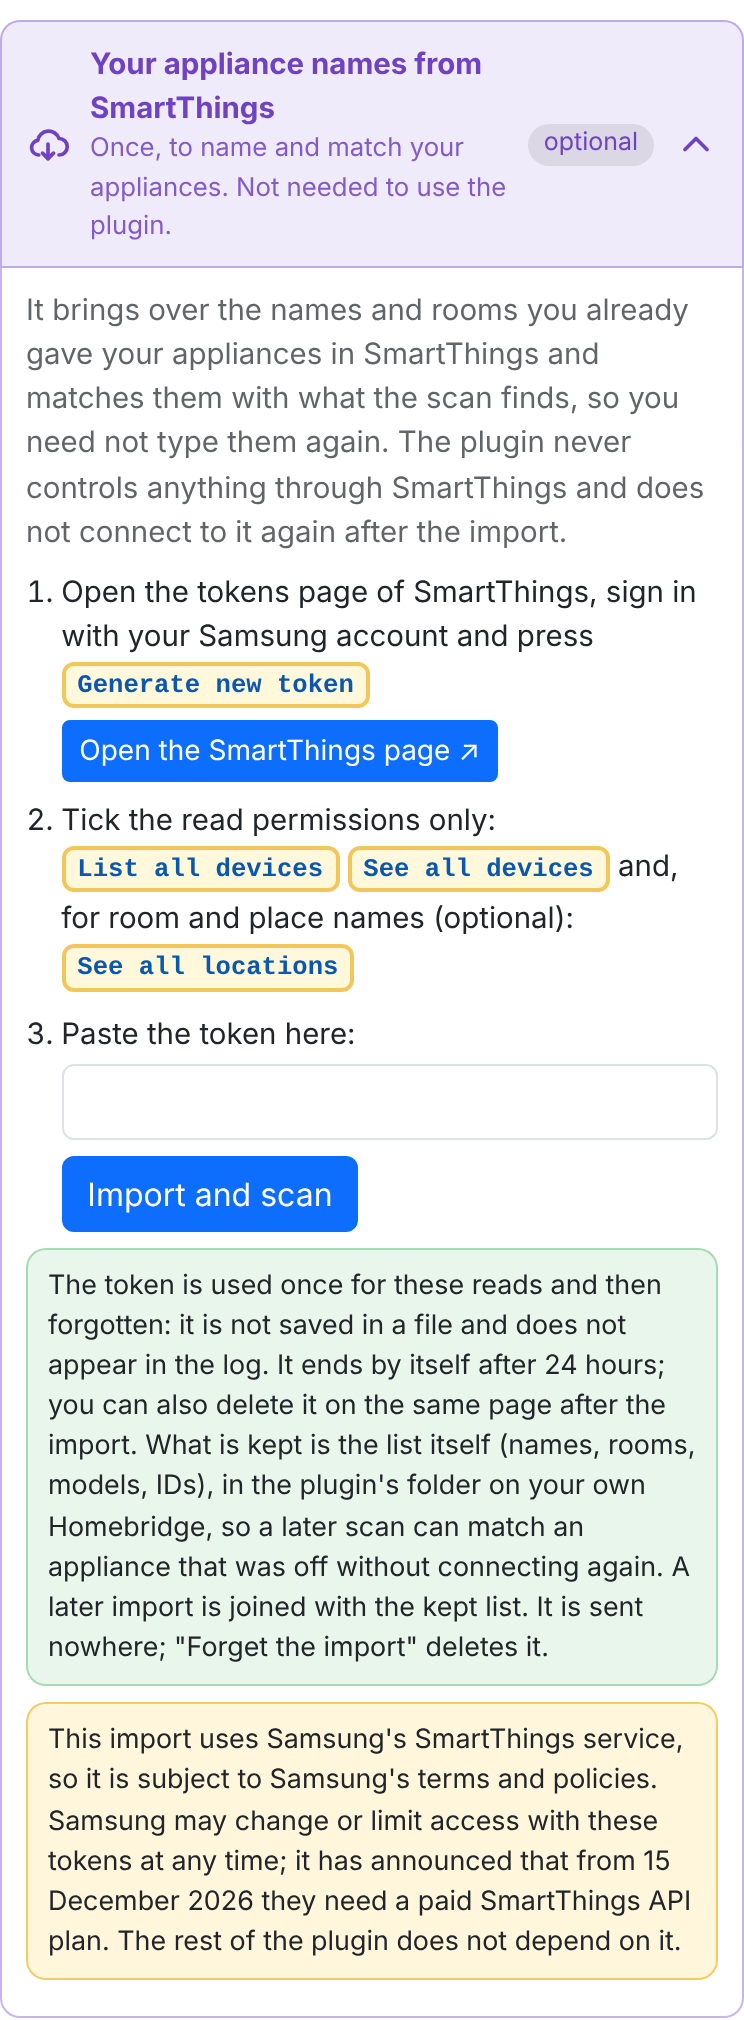 Your appliance names from
SmartThings
Once, to name and match your
appliances. Not needed to use the
plugin.
optional
It brings over the names and rooms you already
gave your appliances in SmartThings and
matches them with what the scan finds, so you
need not type them again. The plugin never
controls anything through SmartThings and does
not connect to it again after the import.
1. Open the tokens page of SmartThings, sign in
with your Samsung account and press
Generate new token
Open the SmartThings page ↗
2. Tick the read permissions only:
List all devices See all devices and,
for room and place names (optional):
See all locations
3. Paste the token here:
Import and scan
The token is used once for these reads and then
forgotten: it is not saved in a file and does not
appear in the log. It ends by itself after 24 hours;
you can also delete it on the same page after the
import. What is kept is the list itself (names, rooms,
models, IDs), in the plugin's folder on your own
Homebridge, so a later scan can match an
appliance that was off without connecting again. A
later import is joined with the kept list. It is sent
nowhere; "Forget the import" deletes it.
This import uses Samsung's SmartThings service,
so it is subject to Samsung's terms and policies.
Samsung may change or limit access with these
tokens at any time; it has announced that from 15
December 2026 they need a paid SmartThings API
plan. The rest of the plugin does not depend on it.